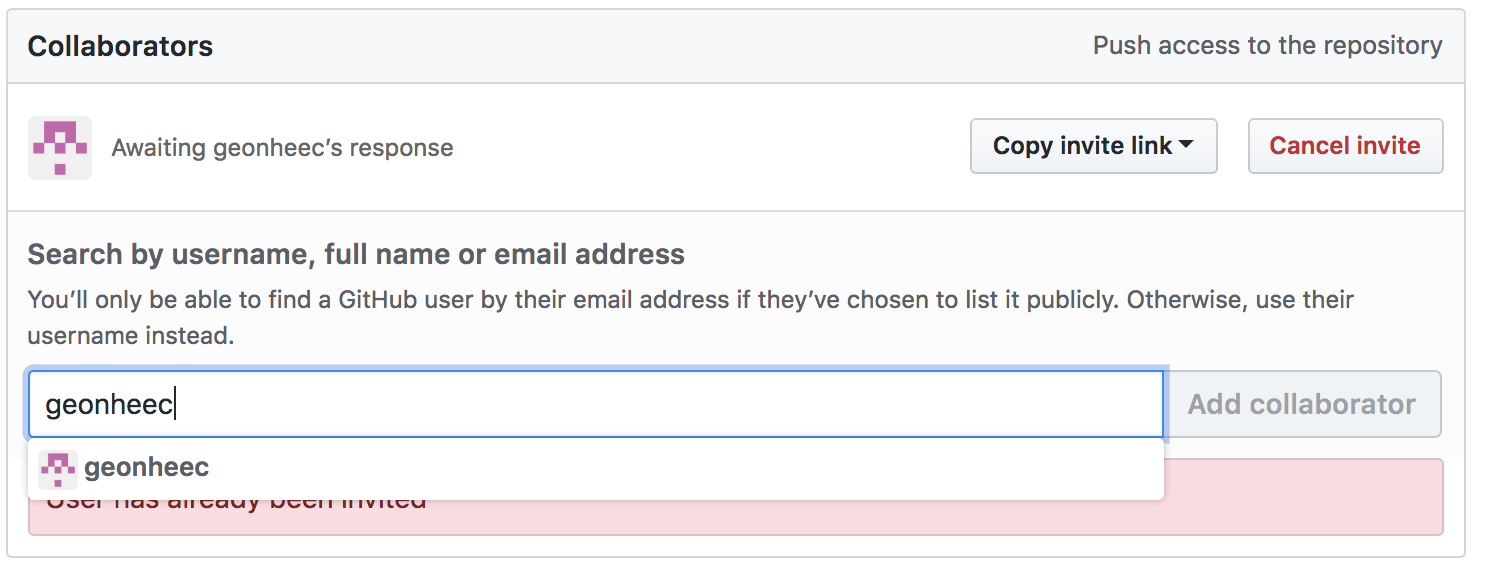 Collaborators
Push access to the repository
Awaiting geonheec’s response
Copy invite link
Cancel invite
Search by username, full name or email address
You’ll only be able to find a GitHub user by their email address if they’ve chosen to list it publicly. Otherwise, use their
username instead.
geonheec
Add collaborator
geonheec
User has already been invited